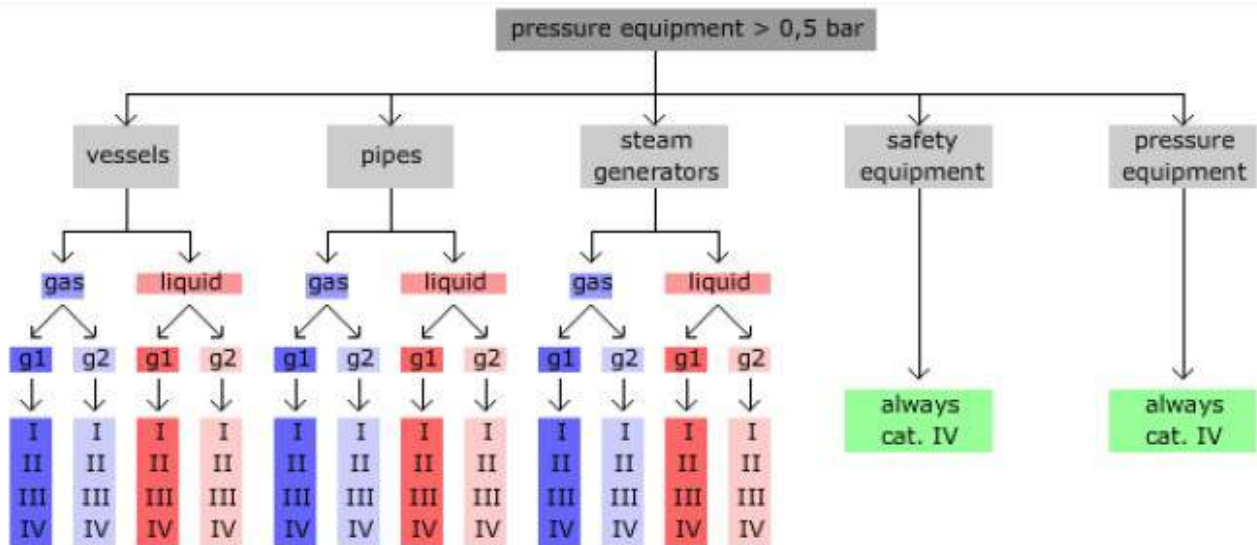 pressure equipment > 0,5 bar
vessels
pipes
steam
generators
safety
equipment
pressure
equipment
gas
liquid
gas
liquid
gas
liquid
g1
g2
g1
g2
g1
g2
g1
g2
g1
g2
g1
g2
always
cat. IV
always
cat. IV
I I I I I I I I I I I I
II II II II II II II II II II II II
III III III III III III III III III III III III
IV IV IV IV IV IV IV IV IV IV IV IV